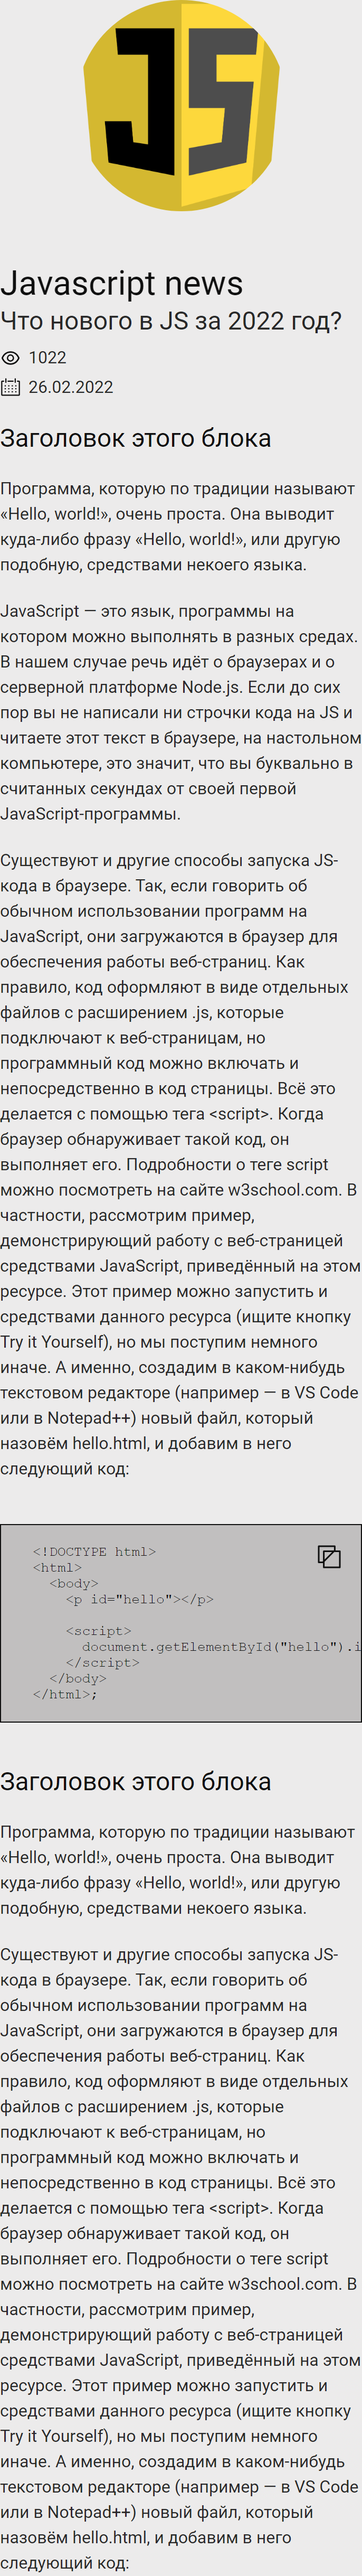 JS
Javascript news
Что нового в JS за 2022 год?
1022
26.02.2022
Заголовок этого блока
Программа, которую по традиции называют
«Hello, world!», очень проста. Она выводит
куда-либо фразу «Hello, world!», или другую
подобную, средствами некоего языка.
JavaScript — это язык, программы на
котором можно выполнять в разных средах.
В нашем случае речь идёт о браузерах и о
серверной платформе Node.js. Если до сих
пор вы не написали ни строчки кода на JS и
читаете этот текст в браузере, на настольном
компьютере, это значит, что вы буквально в
считанных секундах от своей первой
JavaScript-программы.
Существуют и другие способы запуска JS-
кода в браузере. Так, если говорить об
обычном использовании программ на
JavaScript, они загружаются в браузер для
обеспечения работы веб-страниц. Как
правило, код оформляют в виде отдельных
файлов с расширением .js, которые
подключают к веб-страницам, но
программный код можно включать и
непосредственно в код страницы. Всё это
делается с помощью тега <script>. Когда
браузер обнаруживает такой код, он
выполняет его. Подробности о теге script
можно посмотреть на сайте w3school.com. В
частности, рассмотрим пример,
демонстрирующий работу с веб-страницей
средствами JavaScript, приведённый на этом
ресурсе. Этот пример можно запустить и
средствами данного ресурса (ищите кнопку
Try it Yourself), но мы поступим немного
иначе. А именно, создадим в каком-нибудь
текстовом редакторе (например — в VS Code
или в Notepad++) новый файл, который
назовём hello.html, и добавим в него
следующий код:
<!DOCTYPE html>
<html>
<body>
<p id="hello"></p>
<script>
document.getElementById("hello").i
</script>
</body>
</html>;
Заголовок этого блока
Программа, которую по традиции называют
«Hello, world!», очень проста. Она выводит
куда-либо фразу «Hello, world!», или другую
подобную, средствами некоего языка.
Существуют и другие способы запуска JS-
кода в браузере. Так, если говорить об
обычном использовании программ на
JavaScript, они загружаются в браузер для
обеспечения работы веб-страниц. Как
правило, код оформляют в виде отдельных
файлов с расширением .js, которые
подключают к веб-страницам, но
программный код можно включать и
непосредственно в код страницы. Всё это
делается с помощью тега <script>. Когда
браузер обнаруживает такой код, он
выполняет его. Подробности о теге script
можно посмотреть на сайте w3school.com. В
частности, рассмотрим пример,
демонстрирующий работу с веб-страницей
средствами JavaScript, приведённый на этом
ресурсе. Этот пример можно запустить и
средствами данного ресурса (ищите кнопку
Try it Yourself), но мы поступим немного
иначе. А именно, создадим в каком-нибудь
текстовом редакторе (например — в VS Code
или в Notepad++) новый файл, который
назовём hello.html, и добавим в него
следующий код: